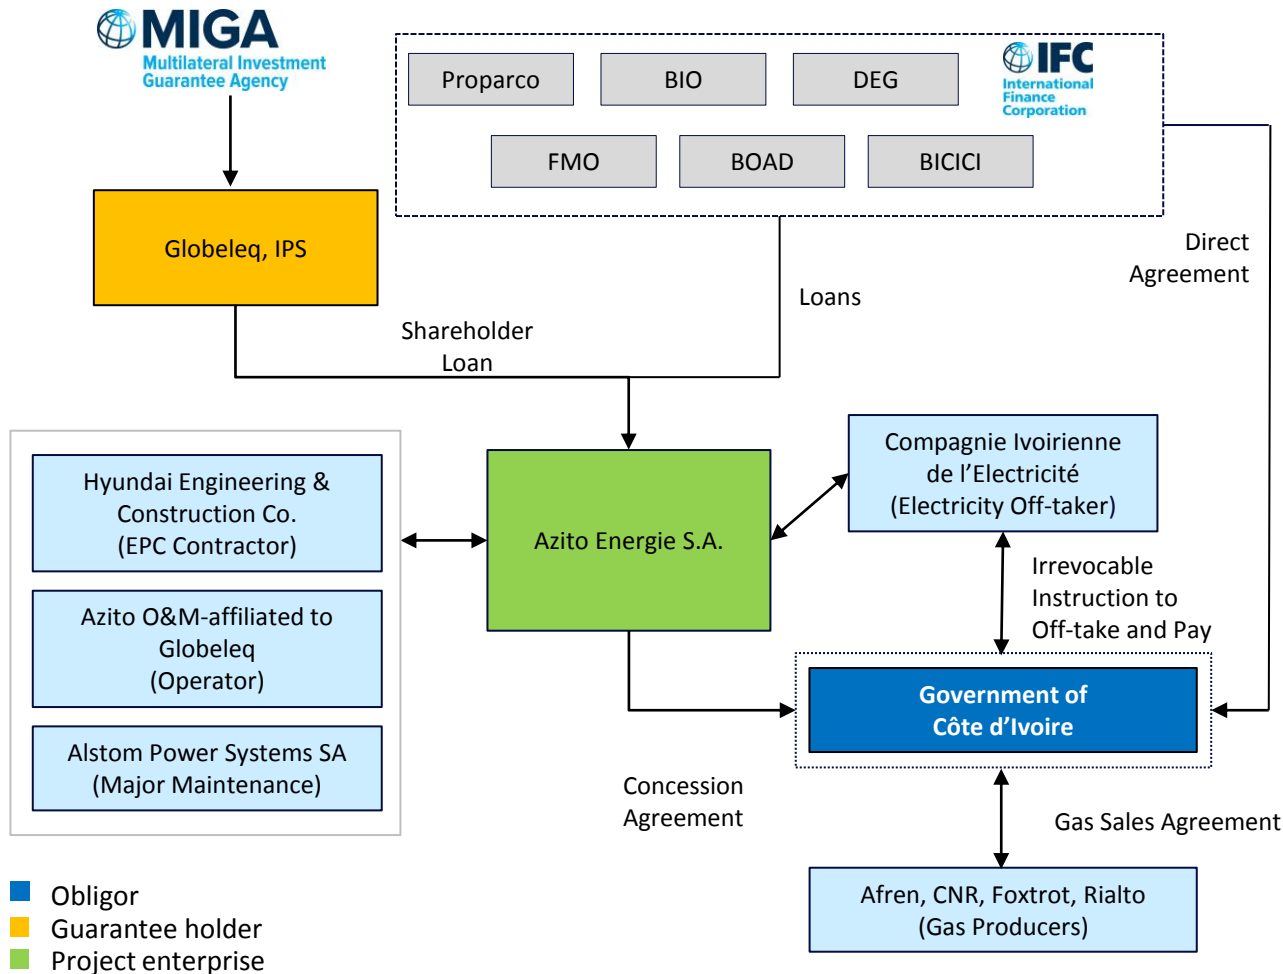 MIGA
Multilateral Investment
Guarantee Agency
Proparco
BIO
DEG
IFC
International
Finance
Corporation
FMO
BOAD
BICICI
Globeleq, IPS
Direct
Agreement
Loans
Shareholder
Loan
Hyundai Engineering &
Construction Co.
(EPC Contractor)
Azito O&M-affiliated to
Globeleq
(Operator)
Alstom Power Systems SA
(Major Maintenance)
Azito Energie S.A.
Compagnie Ivoirienne
de l’Electricité
(Electricity Off-taker)
Irrevocable
Instruction to
Off-take and Pay
Government of
Côte d’Ivoire
Concession
Agreement
Gas Sales Agreement
Afren, CNR, Foxtrot, Rialto
(Gas Producers)
Obligor
Guarantee holder
Project enterprise